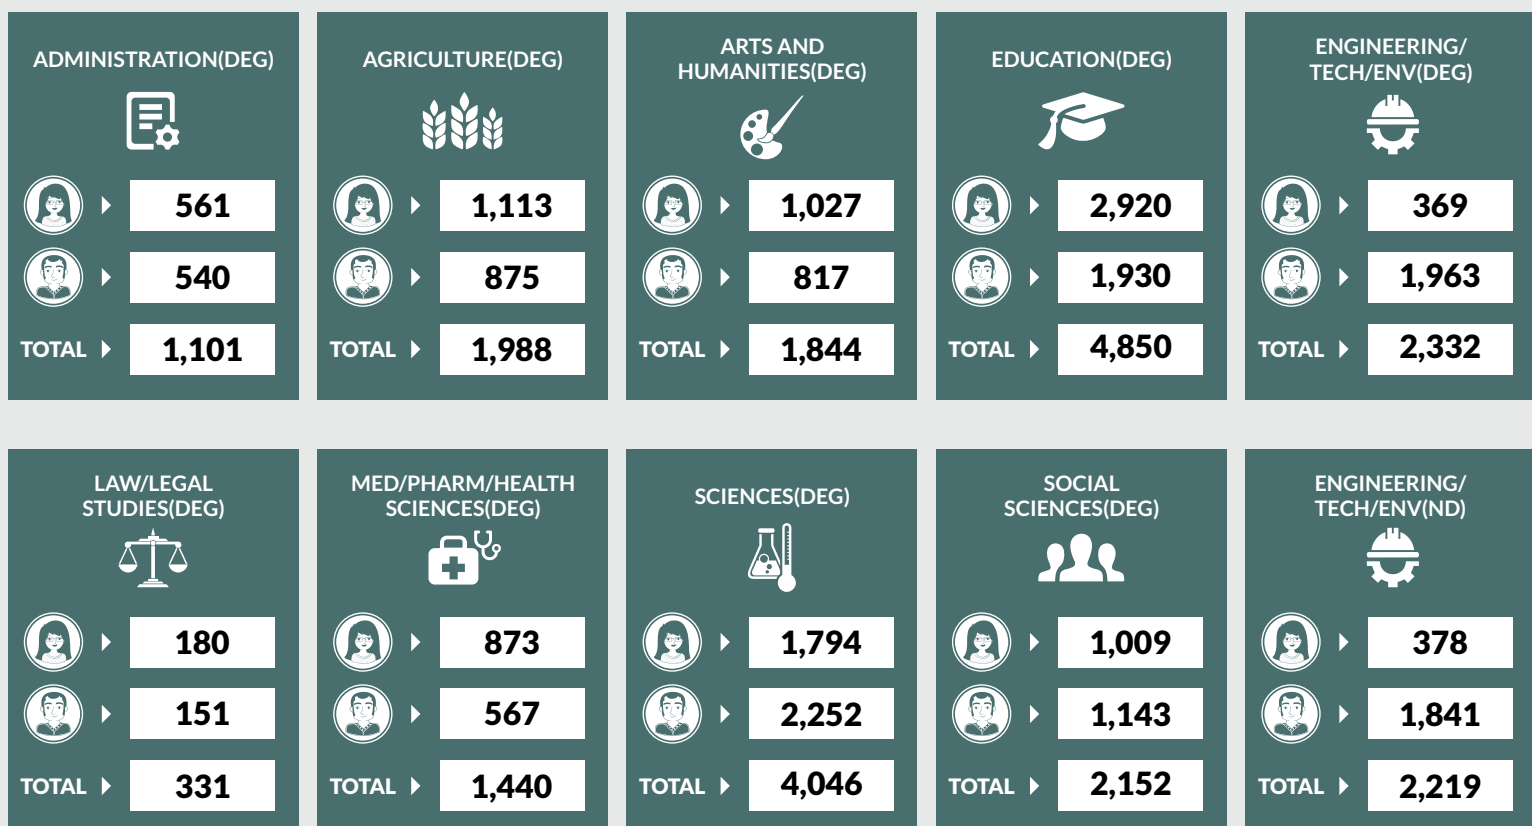 ADMINISTRATION(DEG)
561
540
TOTAL 1,101
AGRICULTURE(DEG)
1,113
875
TOTAL 1,988
ARTS AND
HUMANITIES(DEG)
1,027
817
TOTAL 1,844
EDUCATION(DEG)
2,920
1,930
TOTAL 4,850
ENGINEERING/
TECH/ENV(DEG)
369
1,963
TOTAL 2,332
LAW/LEGAL
STUDIES(DEG)
180
151
TOTAL 331
MED/PHARM/HEALTH
SCIENCES(DEG)
873
567
TOTAL 1,440
SCIENCES(DEG)
1,794
2,252
TOTAL 4,046
SOCIAL
SCIENCES(DEG)
1,009
1,143
TOTAL 2,152
ENGINEERING/
TECH/ENV(ND)
378
1,841
TOTAL 2,219